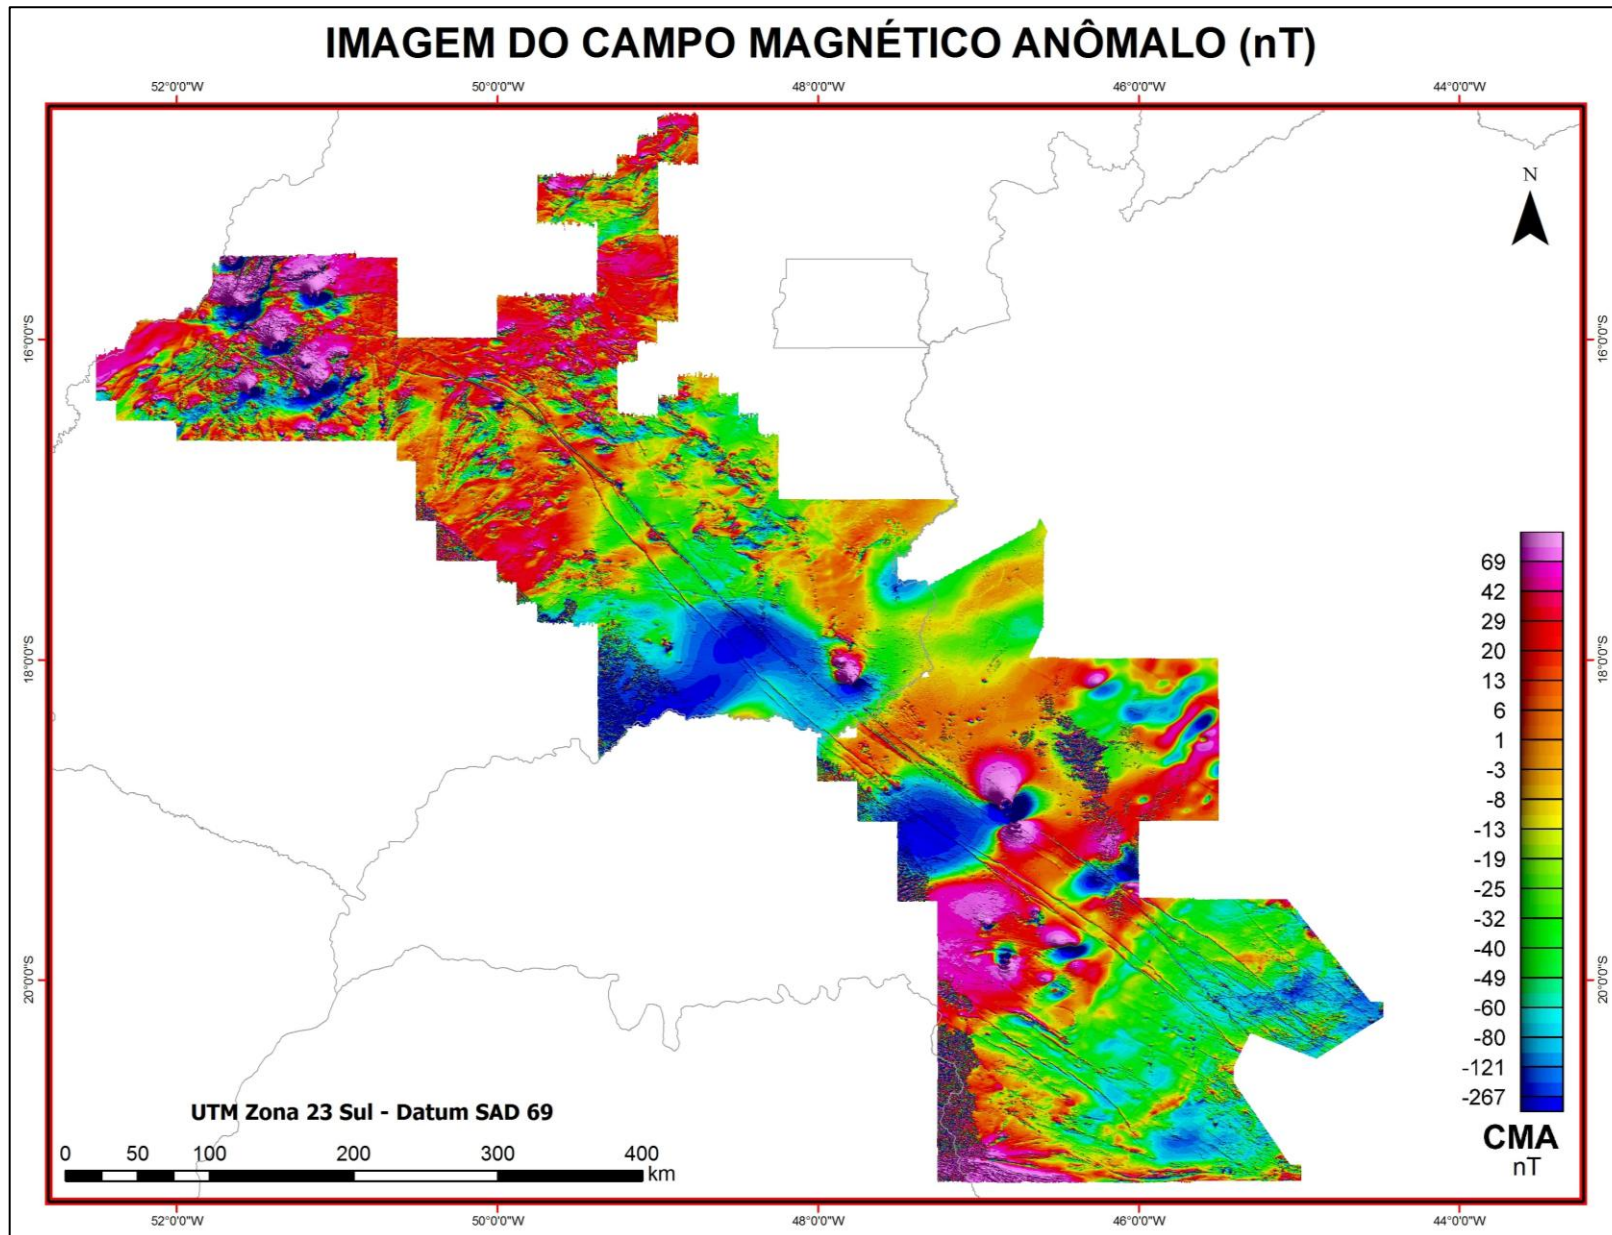 IMAGEM DO CAMPO MAGNÉTICO ANÔMALO (nT)
52°0'0"W 50°0'0"W 48°0'0"W 46°0'0"W 44°0'0"W
N
16°0'0"S 16°0'0"S
18°0'0"S 18°0'0"S
20°0'0"S 20°0'0"S
69
42
29
20
13
6
1
-3
-8
-13
-19
-25
-32
-40
-49
-60
-80
-121
-267
CMA
nT
UTM Zona 23 Sul - Datum SAD 69
0 50 100 200 300 400
km
52°0'0"W 50°0'0"W 48°0'0"W 46°0'0"W 44°0'0"W